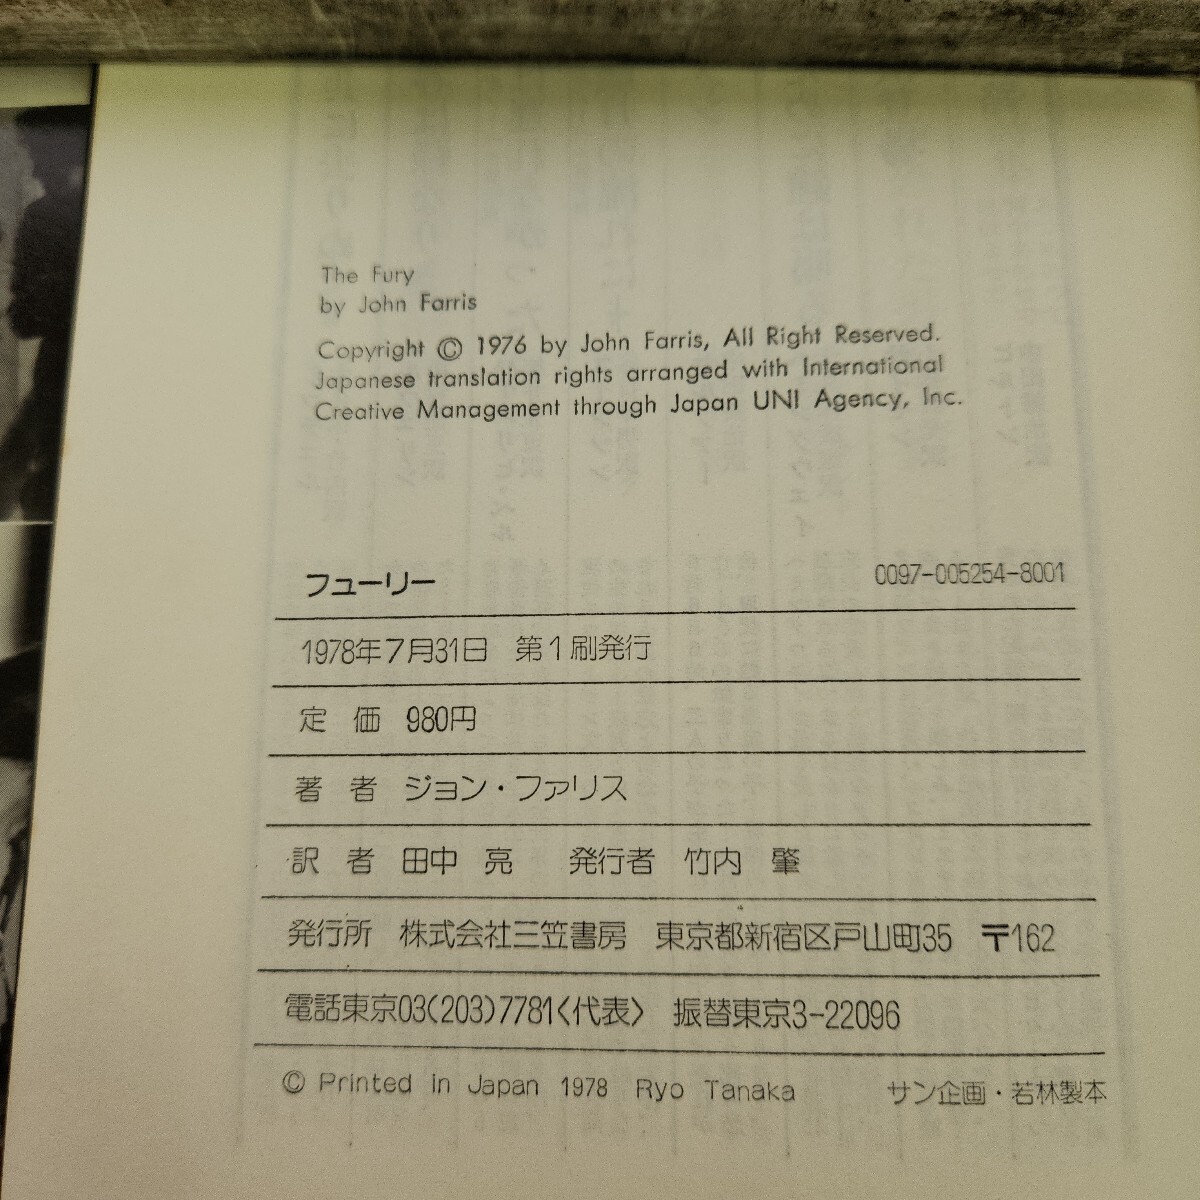 The Fury
by John Farris
Copyright © 1976 by John Farris, All Right Reserved.
Japanese translation rights arranged with International
Creative Management through Japan UNI Agency, Inc.
フューリー 0097-005254-8001
1978年7月31日 第1刷発行
定 価 980円
著 者 ジョン・ファリス
訳 者 田中 亮 発行者 竹内 肇
発行所 株式会社三笠書房 東京都新宿区戸山町35 〒162
電話東京03(203)7781〈代表〉 振替東京3-22096
© Printed in Japan 1978 Ryo Tanaka サン企画・若林製本